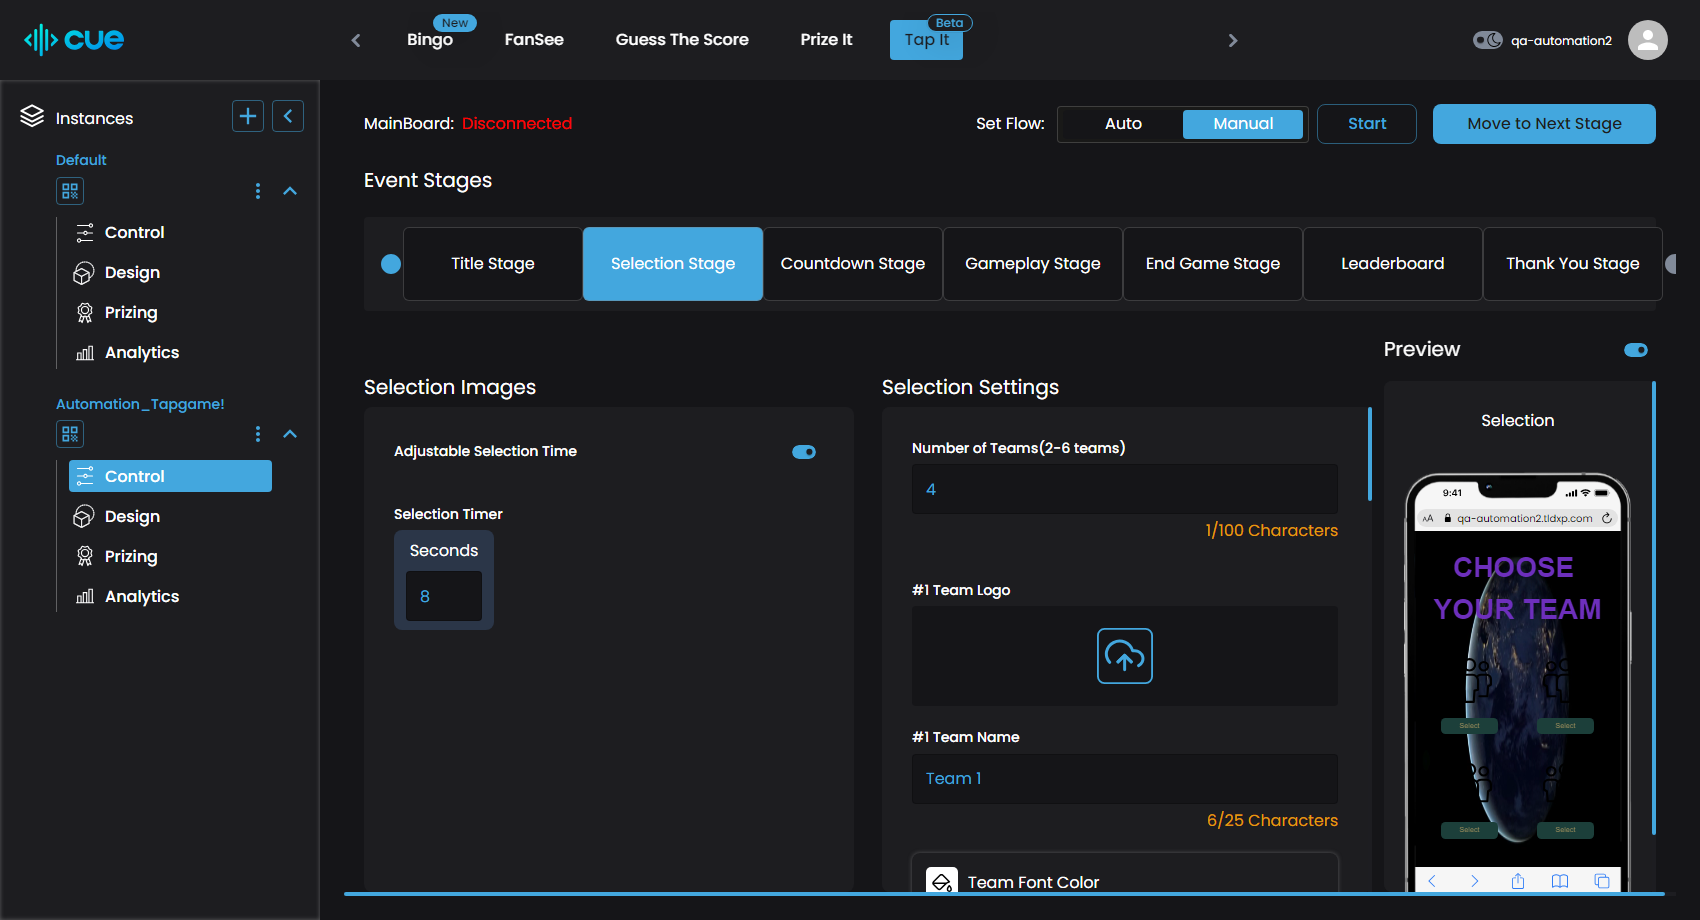 cue
New
Bingo
FanSee
Guess The Score
Prize It
Beta
Tap It
qa-automation2
Instances
Default
Control
Design
Prizing
Analytics
Automation_Tapgame!
Control
Design
Prizing
Analytics
MainBoard: Disconnected
Set Flow:
Auto
Manual
Start
Move to Next Stage
Event Stages
Title Stage
Selection Stage
Countdown Stage
Gameplay Stage
End Game Stage
Leaderboard
Thank You Stage
Selection Images
Adjustable Selection Time
Selection Timer
Seconds
8
Selection Settings
Number of Teams(2-6 teams)
4
1/100 Characters
#1 Team Logo
#1 Team Name
Team 1
6/25 Characters
Team Font Color
Preview
Selection
9:41
AA
qa-automation2.tldxp.com
CHOOSE
YOUR TEAM
Select
Select
Select
Select